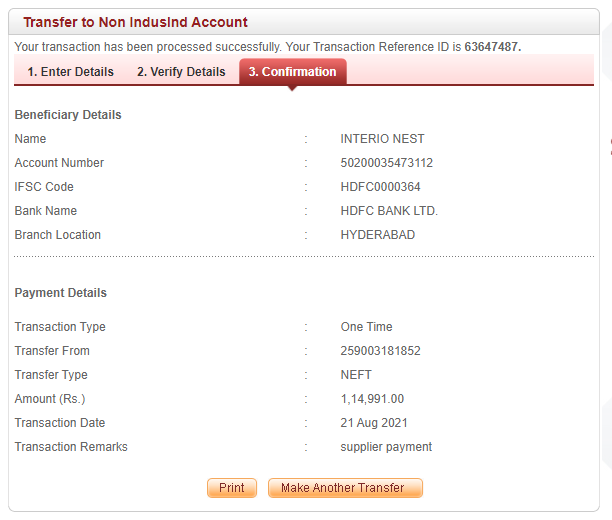 Transfer to Non IndusInd Account
Your transaction has been processed successfully. Your Transaction Reference ID is 63647487.
1. Enter Details 2. Verify Details 3. Confirmation
Beneficiary Details
Name : INTERIO NEST
Account Number : 50200035473112
IFSC Code : HDFC0000364
Bank Name : HDFC BANK LTD.
Branch Location : HYDERABAD
Payment Details
Transaction Type : One Time
Transfer From : 259003181852
Transfer Type : NEFT
Amount (Rs.) : 1,14,991.00
Transaction Date : 21 Aug 2021
Transaction Remarks : supplier payment
Print Make Another Transfer